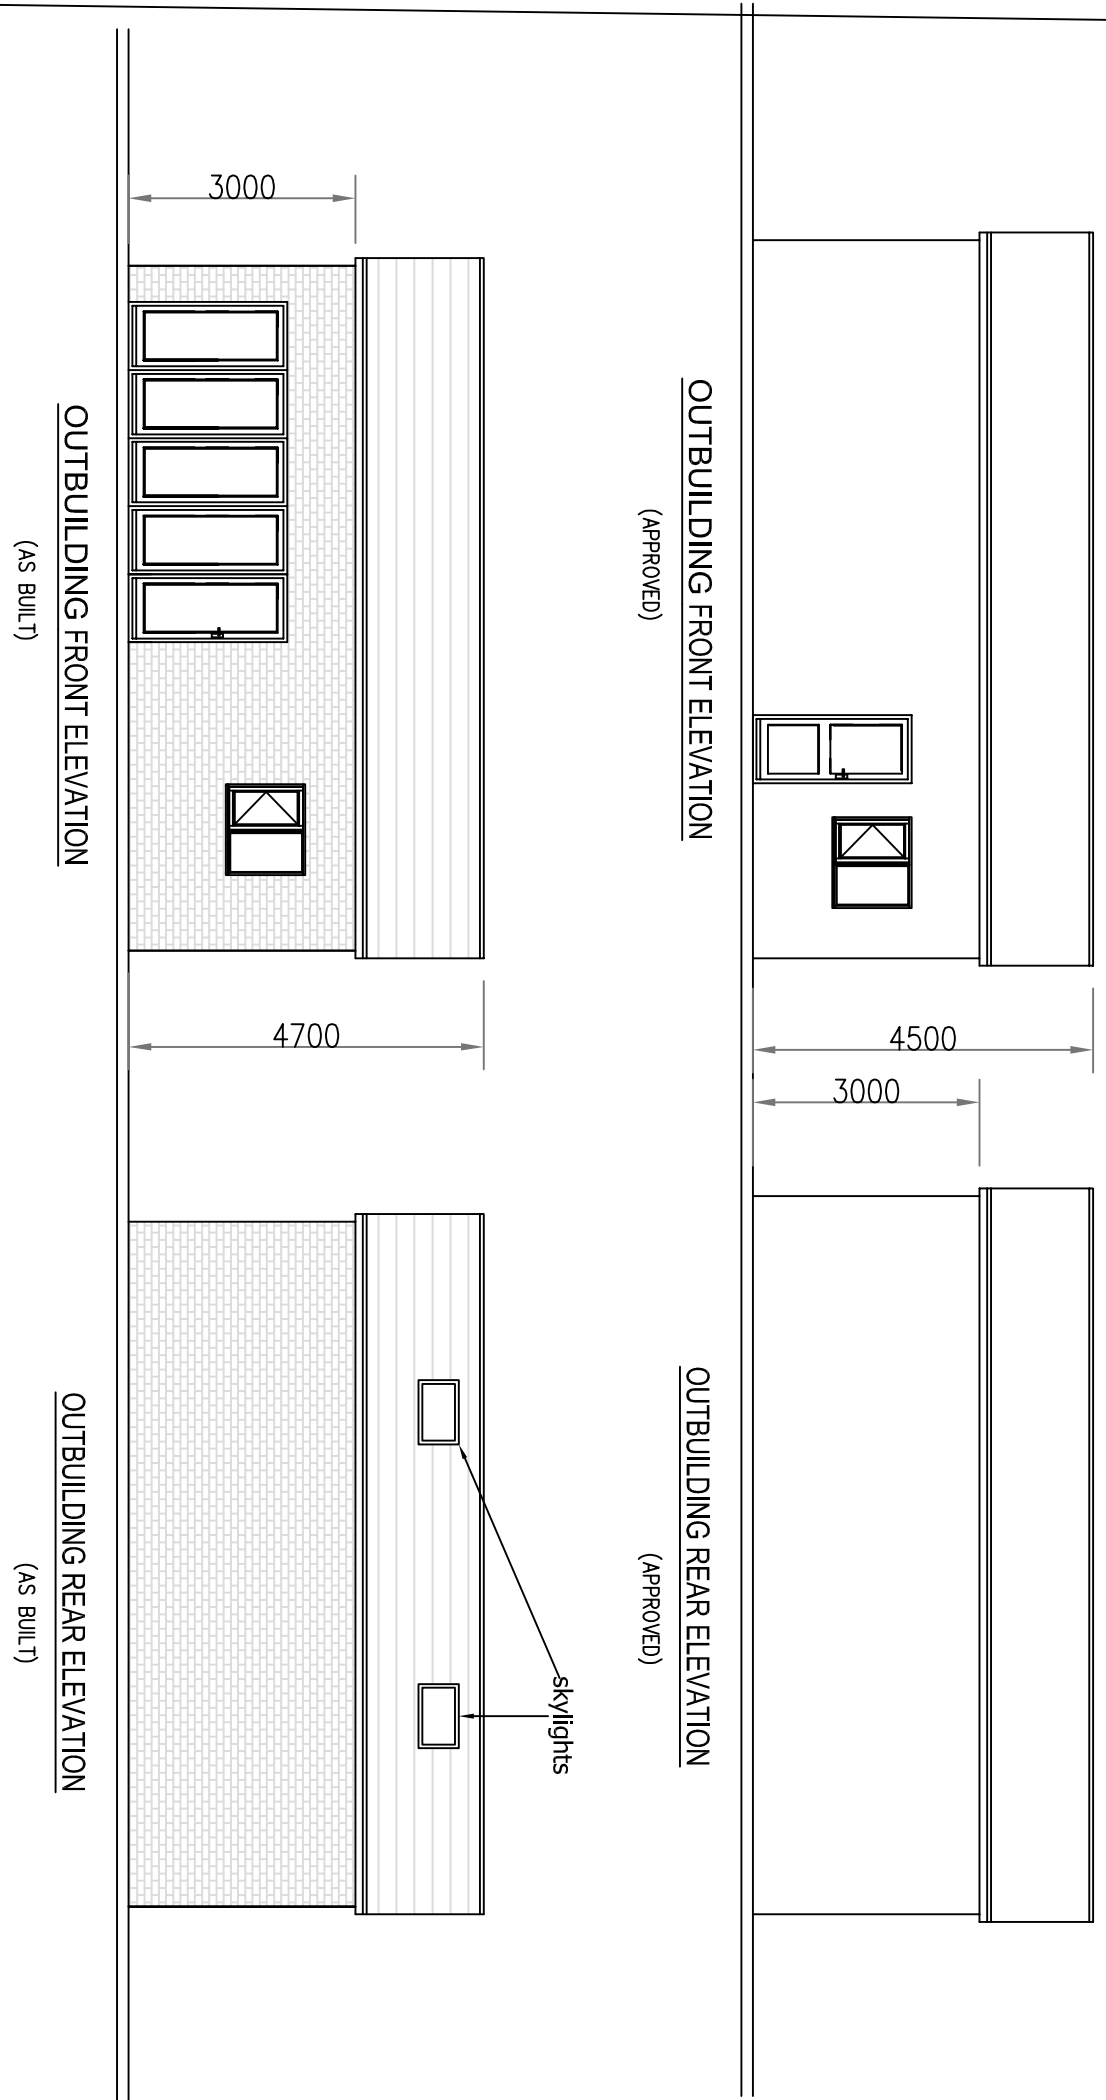 4500
3000
OUTBUILDING FRONT ELEVATION
(APPROVED)
OUTBUILDING REAR ELEVATION
(APPROVED)
skylights
3000
4700
OUTBUILDING FRONT ELEVATION
(AS BUILT)
OUTBUILDING REAR ELEVATION
(AS BUILT)